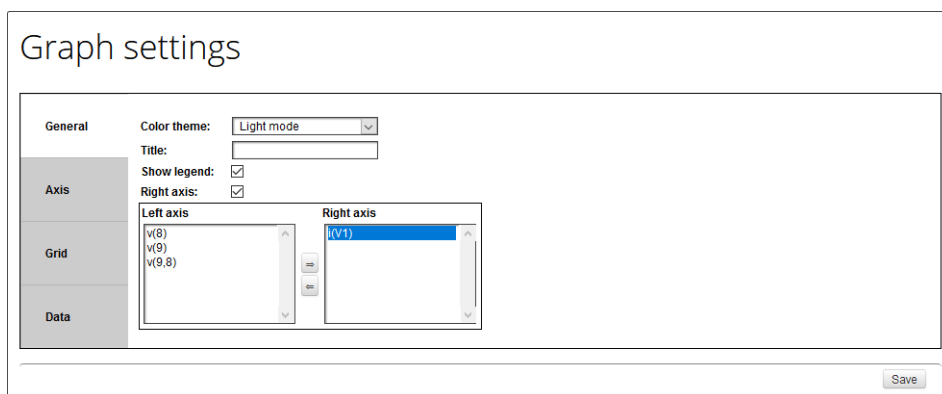 Graph settings
General
Color theme: Light mode
Title:
Show legend:
Axis
Right axis:
Left axis Right axis
v(8) i(V1)
v(9)
Grid
v(9,8)
⇒
⇐
Data
Save